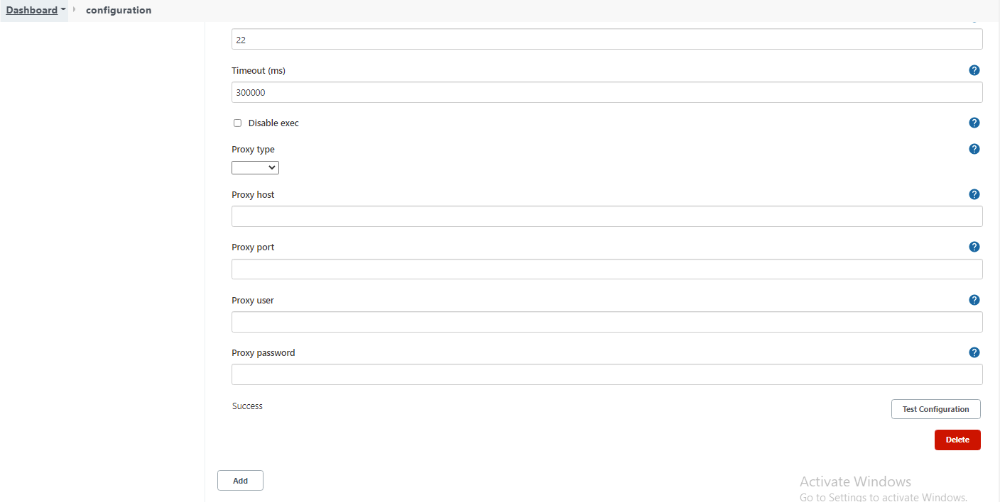 Dashboard configuration
22
Timeout (ms)
300000
Disable exec
Proxy type
Proxy host
Proxy port
Proxy user
Proxy password
Success
Test Configuration
Delete
Add
Activate Windows
Go to Settings to activate Windows.